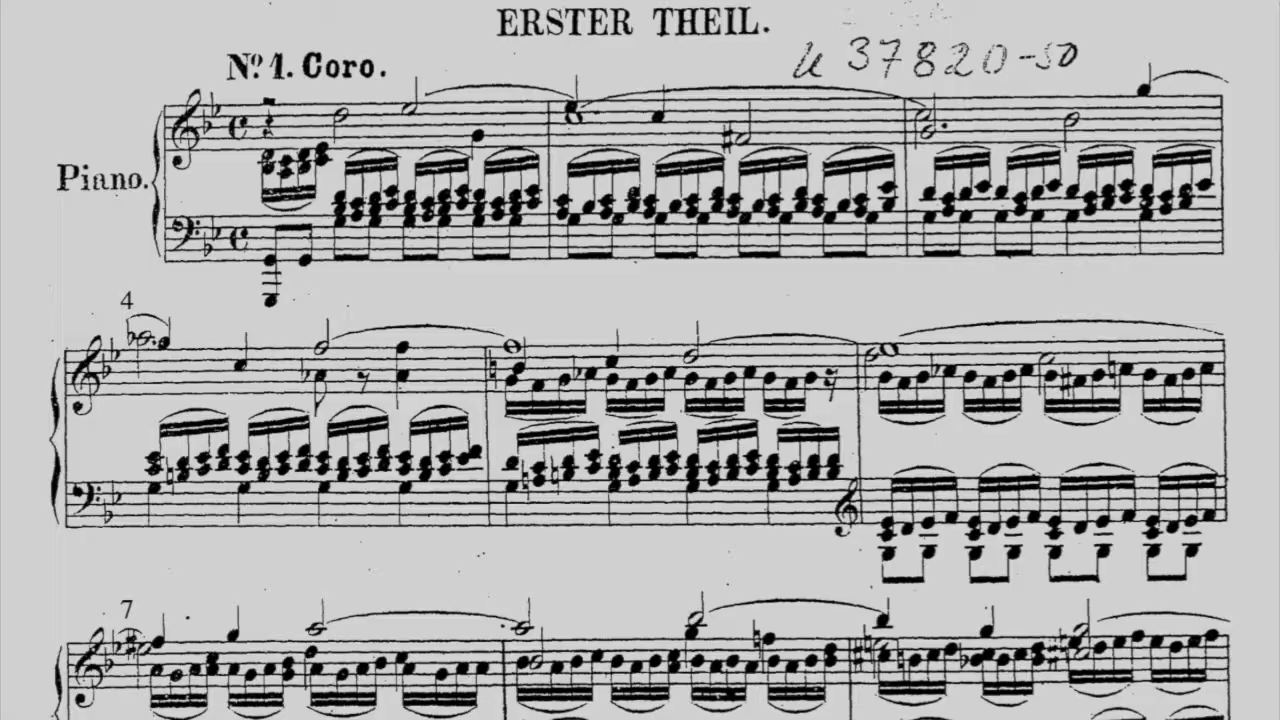 ERSTER THEIL.
u 37820-50
No. 1. Coro.
Piano.
4
7